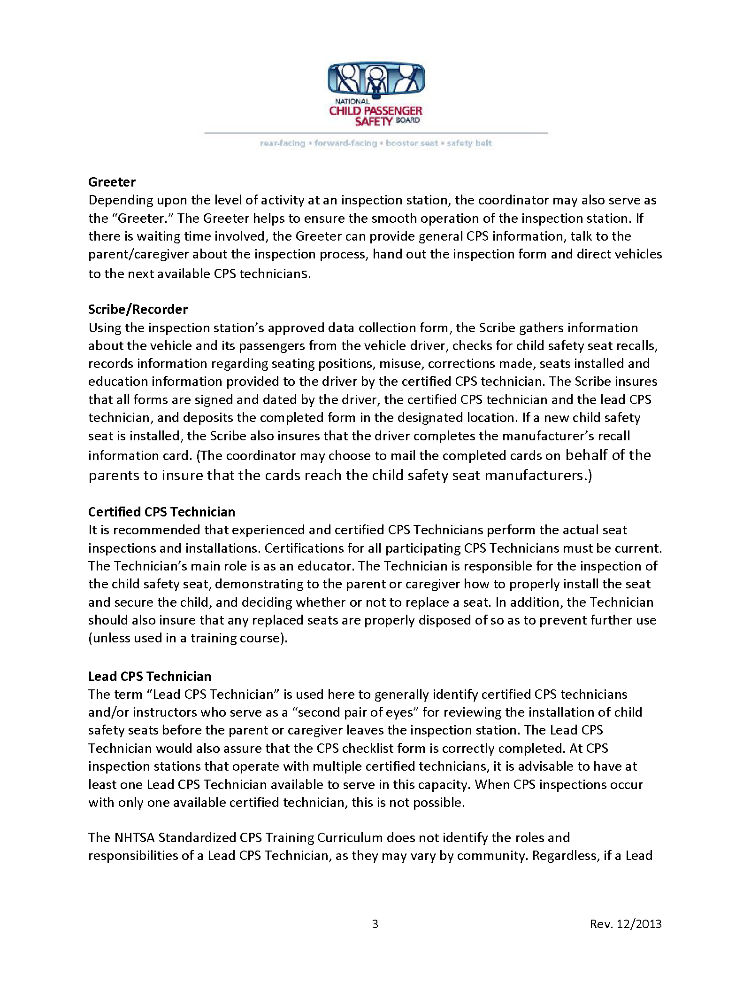 NATIONAL
CHILD PASSENGER
SAFETY BOARD
rear-facing • forward-facing • booster seat • safety belt
Greeter
Depending upon the level of activity at an inspection station, the coordinator may also serve as
the “Greeter.” The Greeter helps to ensure the smooth operation of the inspection station. If
there is waiting time involved, the Greeter can provide general CPS information, talk to the
parent/caregiver about the inspection process, hand out the inspection form and direct vehicles
to the next available CPS technicians.
Scribe/Recorder
Using the inspection station’s approved data collection form, the Scribe gathers information
about the vehicle and its passengers from the vehicle driver, checks for child safety seat recalls,
records information regarding seating positions, misuse, corrections made, seats installed and
education information provided to the driver by the certified CPS technician. The Scribe insures
that all forms are signed and dated by the driver, the certified CPS technician and the lead CPS
technician, and deposits the completed form in the designated location. If a new child safety
seat is installed, the Scribe also insures that the driver completes the manufacturer’s recall
information card. (The coordinator may choose to mail the completed cards on behalf of the
parents to insure that the cards reach the child safety seat manufacturers.)
Certified CPS Technician
It is recommended that experienced and certified CPS Technicians perform the actual seat
inspections and installations. Certifications for all participating CPS Technicians must be current.
The Technician’s main role is as an educator. The Technician is responsible for the inspection of
the child safety seat, demonstrating to the parent or caregiver how to properly install the seat
and secure the child, and deciding whether or not to replace a seat. In addition, the Technician
should also insure that any replaced seats are properly disposed of so as to prevent further use
(unless used in a training course).
Lead CPS Technician
The term “Lead CPS Technician” is used here to generally identify certified CPS technicians
and/or instructors who serve as a “second pair of eyes” for reviewing the installation of child
safety seats before the parent or caregiver leaves the inspection station. The Lead CPS
Technician would also assure that the CPS checklist form is correctly completed. At CPS
inspection stations that operate with multiple certified technicians, it is advisable to have at
least one Lead CPS Technician available to serve in this capacity. When CPS inspections occur
with only one available certified technician, this is not possible.
The NHTSA Standardized CPS Training Curriculum does not identify the roles and
responsibilities of a Lead CPS Technician, as they may vary by community. Regardless, if a Lead
3 Rev. 12/2013